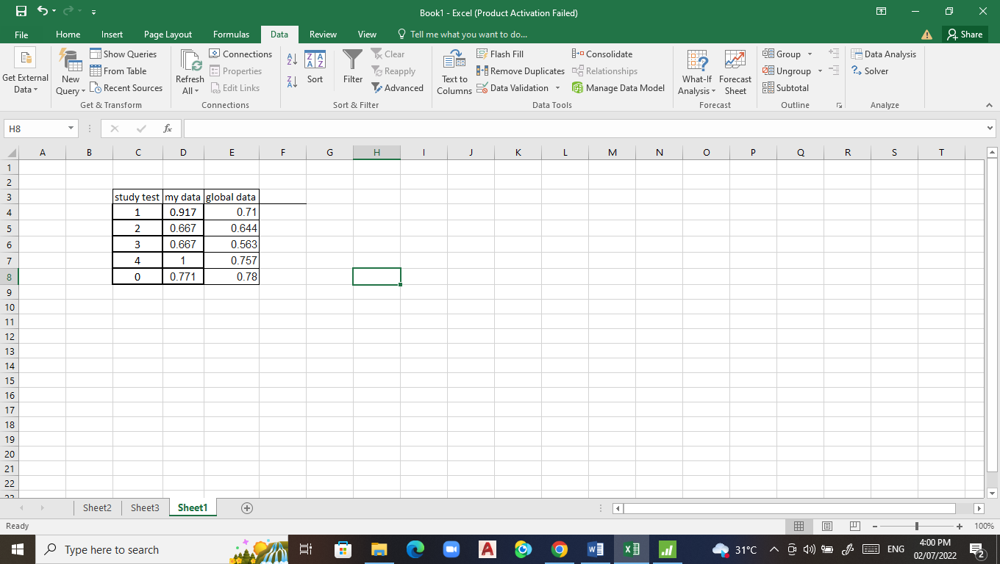 Book1 - Excel (Product Activation Failed)
File Home Insert Page Layout Formulas Data Review View Tell me what you want to do... Share
Get External Data
New Query
Show Queries
From Table
Recent Sources
Get & Transform
Refresh All
Connections
Properties
Edit Links
Connections
Sort
Filter
Clear
Reapply
Advanced
Sort & Filter
Text to Columns
Flash Fill
Remove Duplicates
Data Validation
Consolidate
Relationships
Manage Data Model
Data Tools
What-If Analysis
Forecast Sheet
Forecast
Group
Ungroup
Subtotal
Outline
Data Analysis
Solver
Analyze
H8 fx
A B C D E F G H I J K L M N O P Q R S T
1
2
3 study test my data global data
4 1 0.917 0.71
5 2 0.667 0.644
6 3 0.667 0.563
7 4 1 0.757
8 0 0.771 0.78
9
10
11
12
13
14
15
16
17
18
19
20
21
22
23
Sheet2 Sheet3 Sheet1
Ready 100%
Type here to search 31°C ENG 4:00 PM
02/07/2022 2